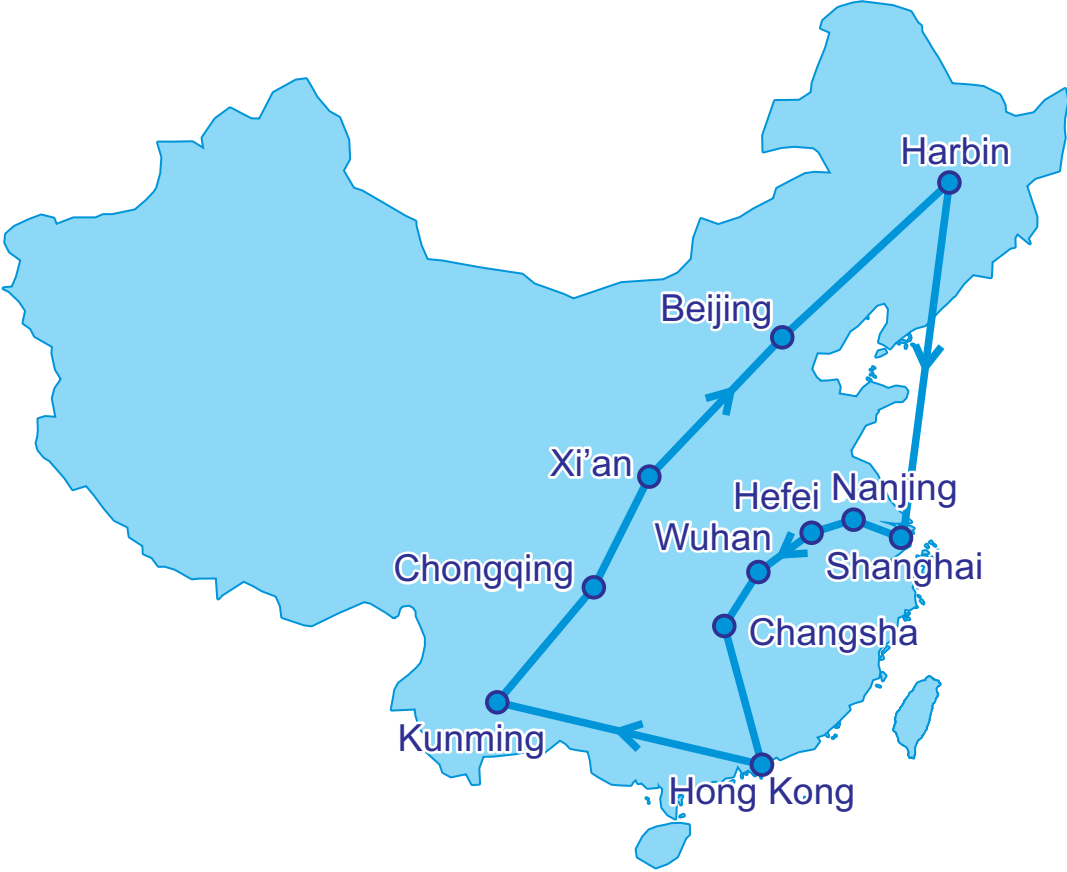 Harbin
Beijing
Xi’an
Hefei
Nanjing
Wuhan
Shanghai
Chongqing
Changsha
Kunming
Hong Kong